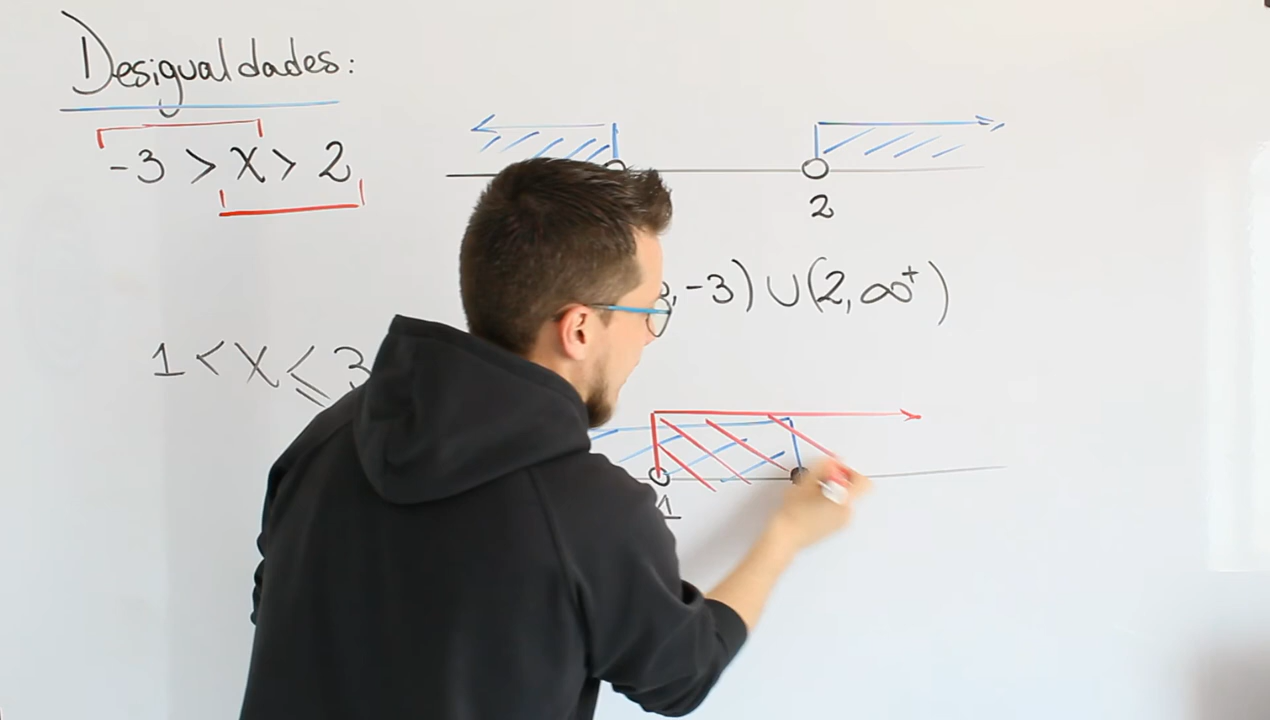 Desigualdades:
-3 > x > 2
2
, -3) ∪ (2, ∞⁺)
1 < x ≤ 3
1